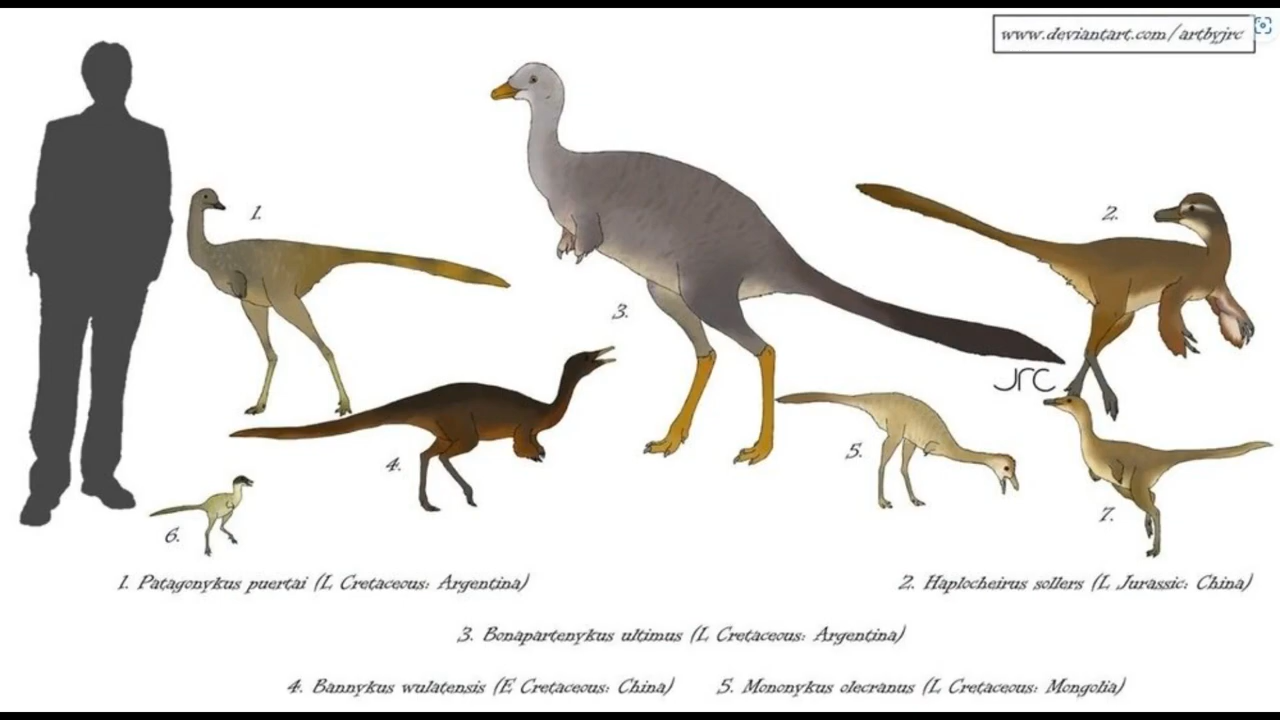 www.deviantart.com/artbyjrc
1.
2.
3.
JrC
4.
5.
6.
7.
1. Patagonykus puertai (L Cretaceous: Argentina)
2. Haplocheirus sollers (L Jurassic: China)
3. Bonapartenykus ultimus (L Cretaceous: Argentina)
4. Bannykus wulatensis (E Cretaceous: China)
5. Mononykus olecranus (L Cretaceous: Mongolia)